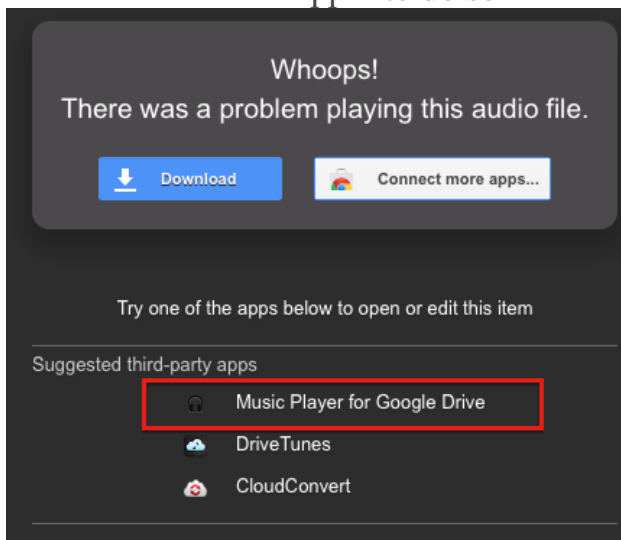 Whoops!
There was a problem playing this audio file.
Download
Connect more apps...
Try one of the apps below to open or edit this item
Suggested third-party apps
Music Player for Google Drive
DriveTunes
CloudConvert